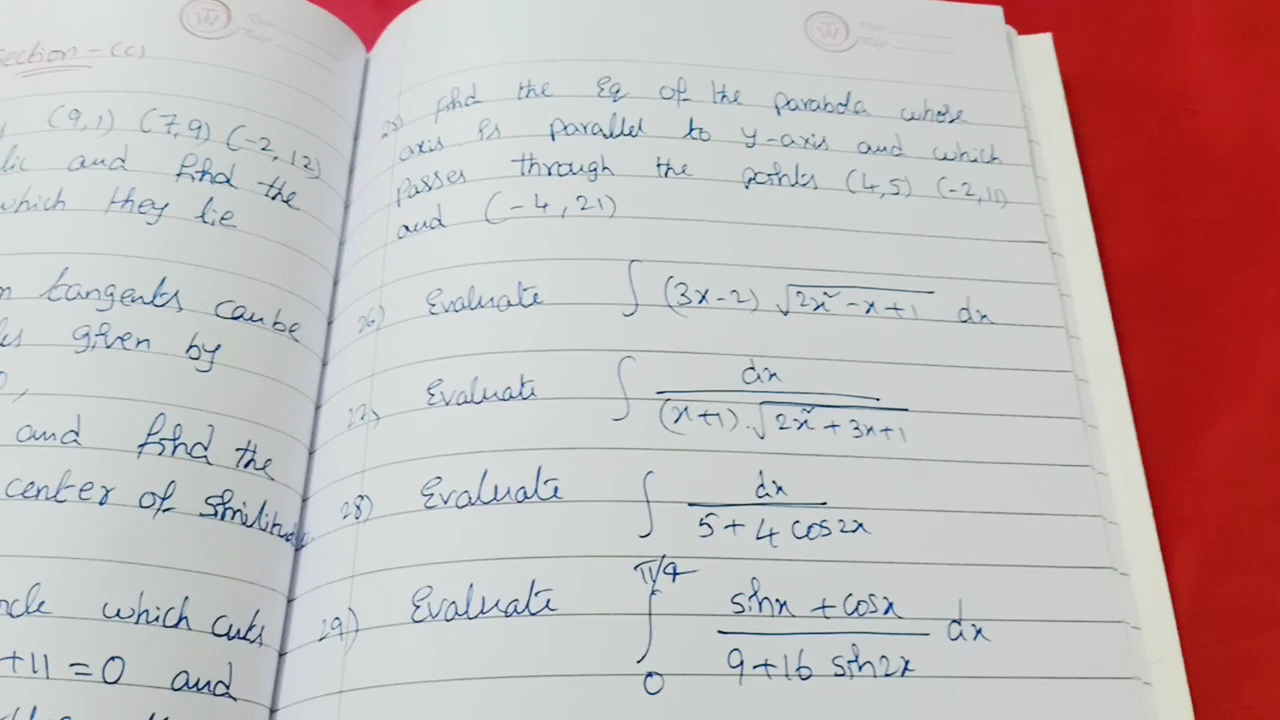 Section - (C)
(9,1) (7,9) (-2,12)
and find the
which they lie
tangents can be
given by
and find the
center of Similitude
which cuts
+11 = 0 and
25) Find the Eq of the parabola whose
axis is parallel to y-axis and which
passes through the points (4,5) (-2,11)
and (-4,21)
26) Evaluate ∫ (3x-2) √(2x²-x+1) dx
27) Evaluate ∫ dx / (x+1).√(2x²+3x+1)
28) Evaluate ∫ dx / 5+4 cos2x
29) Evaluate ∫₀^π/4 sinx + cosx / 9+16 sin2x dx